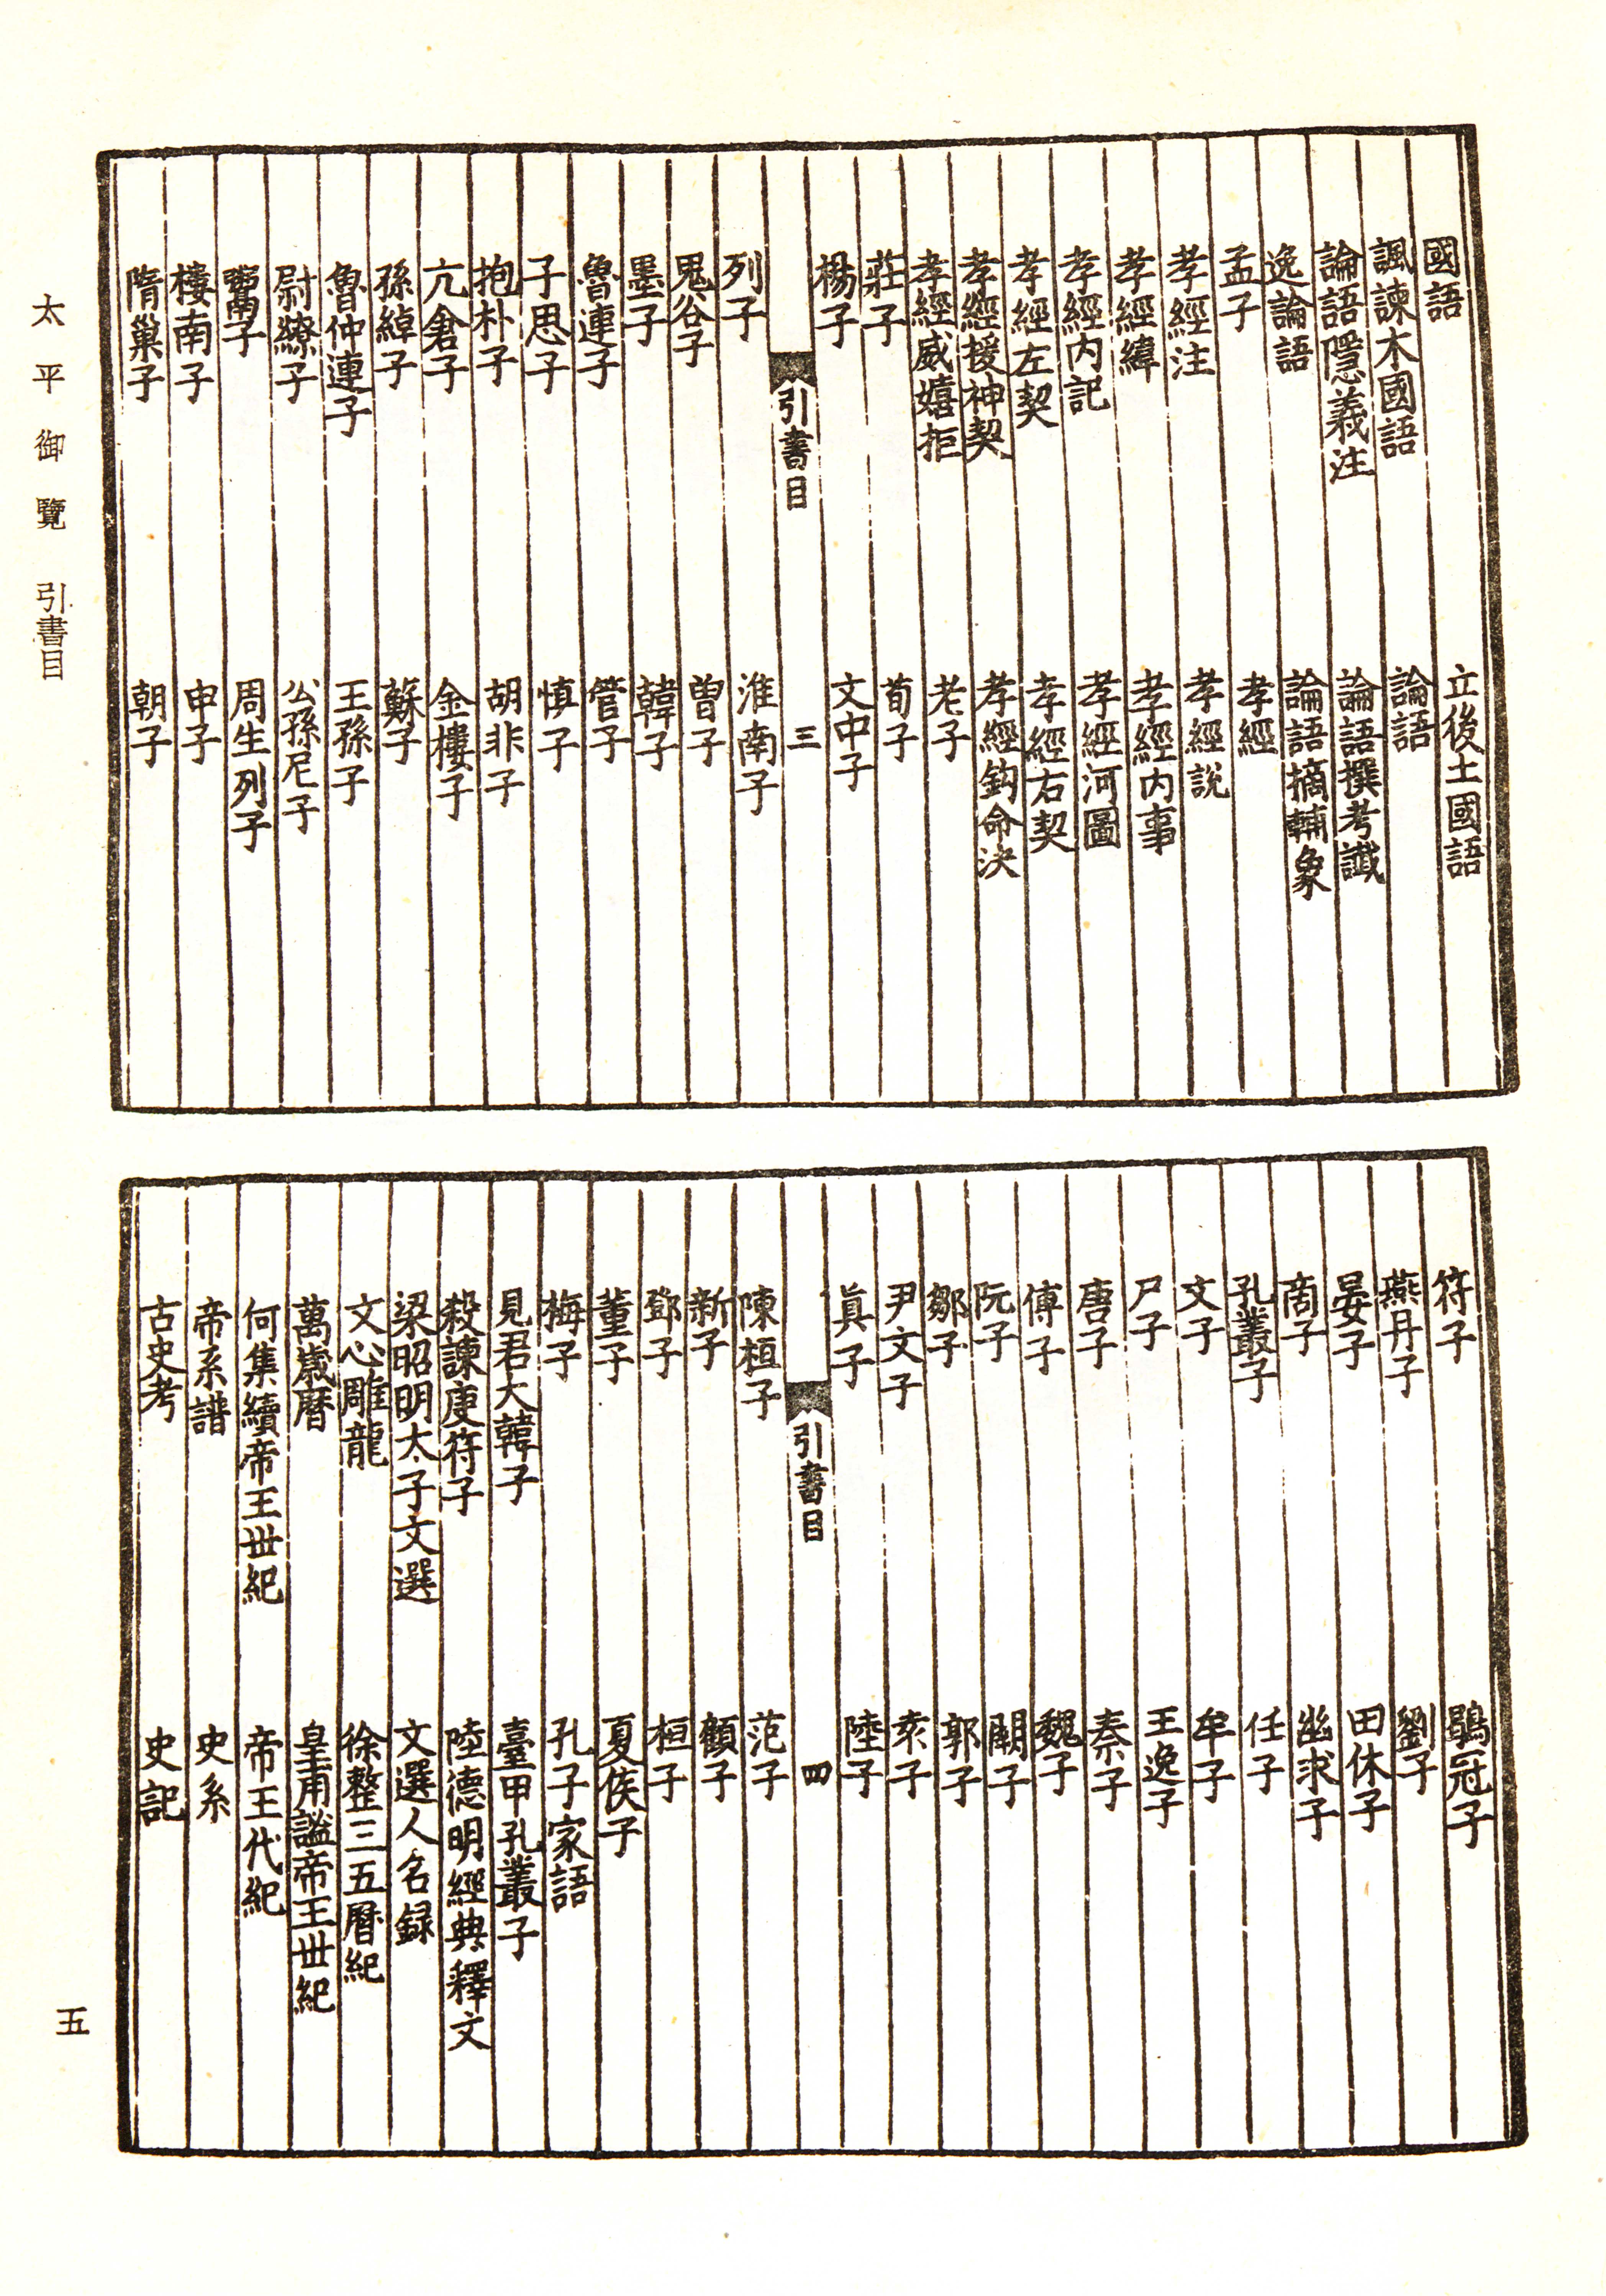 國語　立後土國語
諷諫木國語　論語
論語隱義注　論語撰考讖
逸論語　論語摘輔象
孟子　孝經
孝經注　孝經說
孝經緯　孝經內事
孝經內記　孝經河圖
孝經左契　孝經右契
孝經援神契　孝經鈎命决
孝經威嬉拒　老子
莊子　荀子
楊子　文中子
引書目　三
列子　淮南子
鬼谷子　曽子
墨子　韓子
魯連子　管子
子思子　慎子
抱朴子　胡非子
亢倉子　金樓子
孫綽子　蘇子
魯仲連子　王孫子
尉繚子　公孫尼子
鬻子　周生列子
樓南子　申子
隋巢子　朝子
符子　鶡冠子
燕丹子　劉子
晏子　田休子
商子　幽求子
孔叢子　任子
文子　牟子
尸子　王逸子
唐子　秦子
傅子　魏子
阮子　闕子
鄒子　郭子
尹文子　索子
真子　陸子
引書目　四
陳桓子　范子
新子　顧子
鄧子　桓子
董子　夏侯子
梅子　孔子家語
見君大韓子　臺甲孔叢子
殺諫庾符子　陸德明經典釋文
梁昭明太子文選　文選人名録
文心雕龍　徐整三五曆紀
萬歲曆　皇甫謐帝王世紀
何集續帝王世紀　帝王代紀
帝系譜　史系
古史考　史記
太平御覽　引書目
五